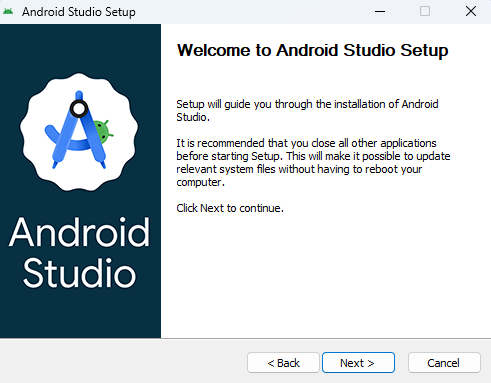 Android Studio Setup
Welcome to Android Studio Setup
Setup will guide you through the installation of Android
Studio.
It is recommended that you close all other applications
before starting Setup. This will make it possible to update
relevant system files without having to reboot your
computer.
Click Next to continue.
Android
Studio
< Back
Next >
Cancel